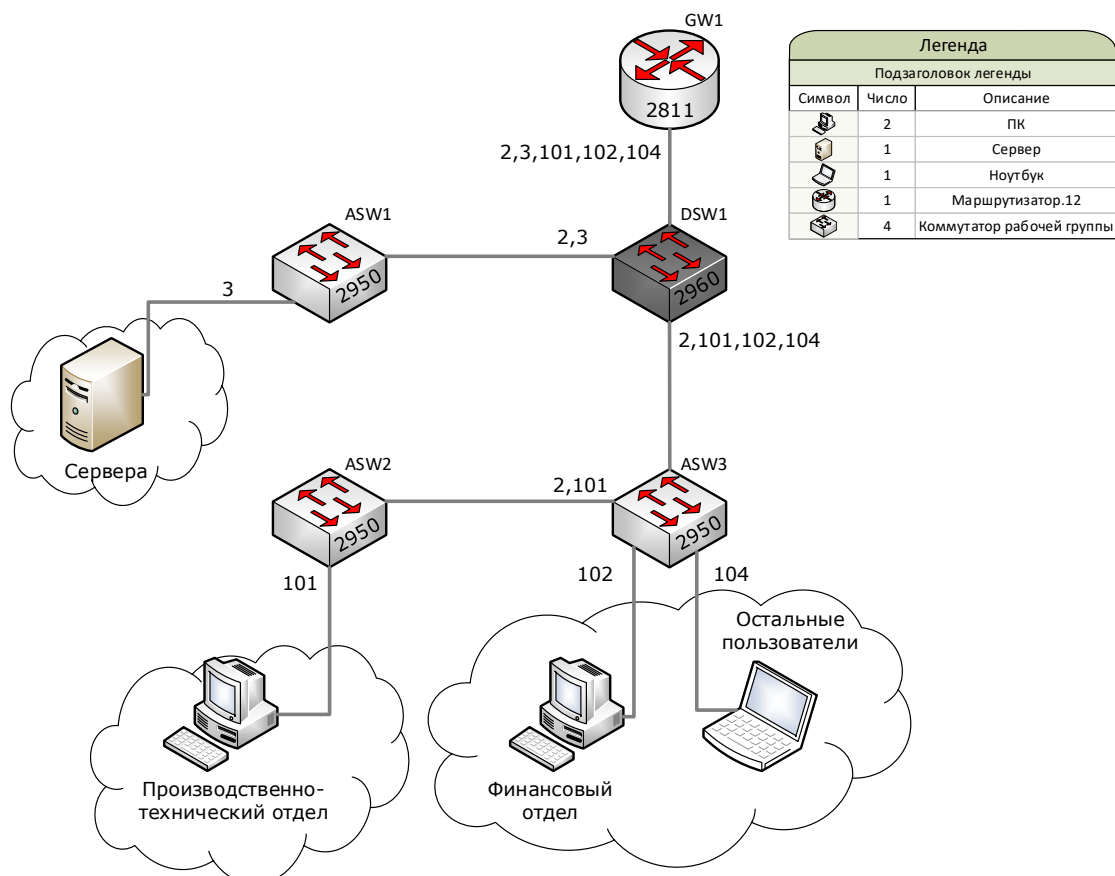 GW1
2811
2,3,101,102,104
Легенда
Подзаголовок легенды
Символ Число Описание
2 ПК
1 Сервер
1 Ноутбук
1 Маршрутизатор.12
4 Коммутатор рабочей группы
ASW1
2950
2,3
DSW1
2960
3
Сервера
2,101,102,104
ASW2
2950
2,101
ASW3
2950
101
102
104
Остальные
пользователи
Производственно-
технический отдел
Финансовый
отдел